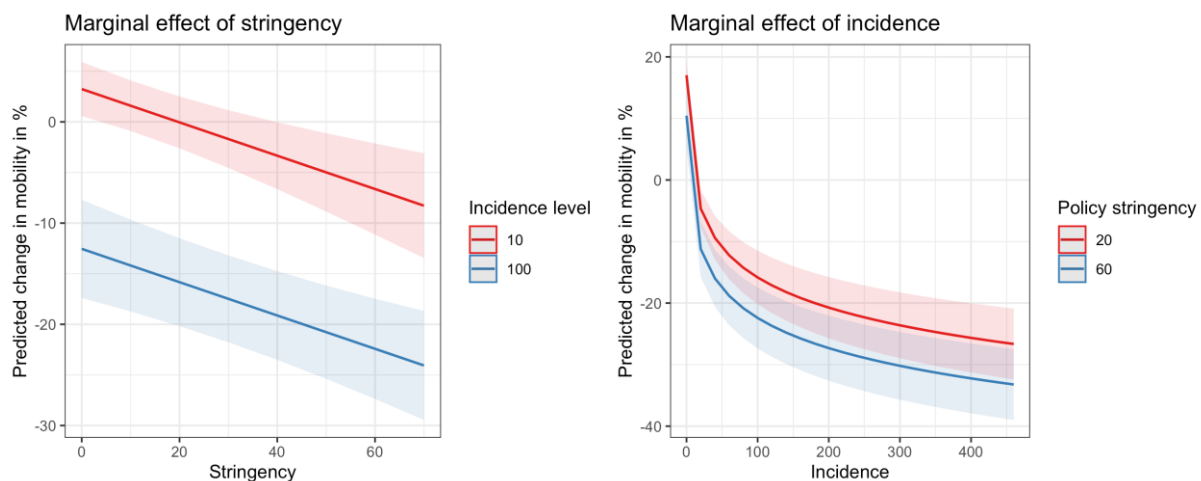 Marginal effect of stringency
Predicted change in mobility in %
0
-10
-20
-30
0
20
40
60
Stringency
Incidence level
10
100
Marginal effect of incidence
Predicted change in mobility in %
20
0
-20
-40
0
100
200
300
400
Incidence
Policy stringency
20
60